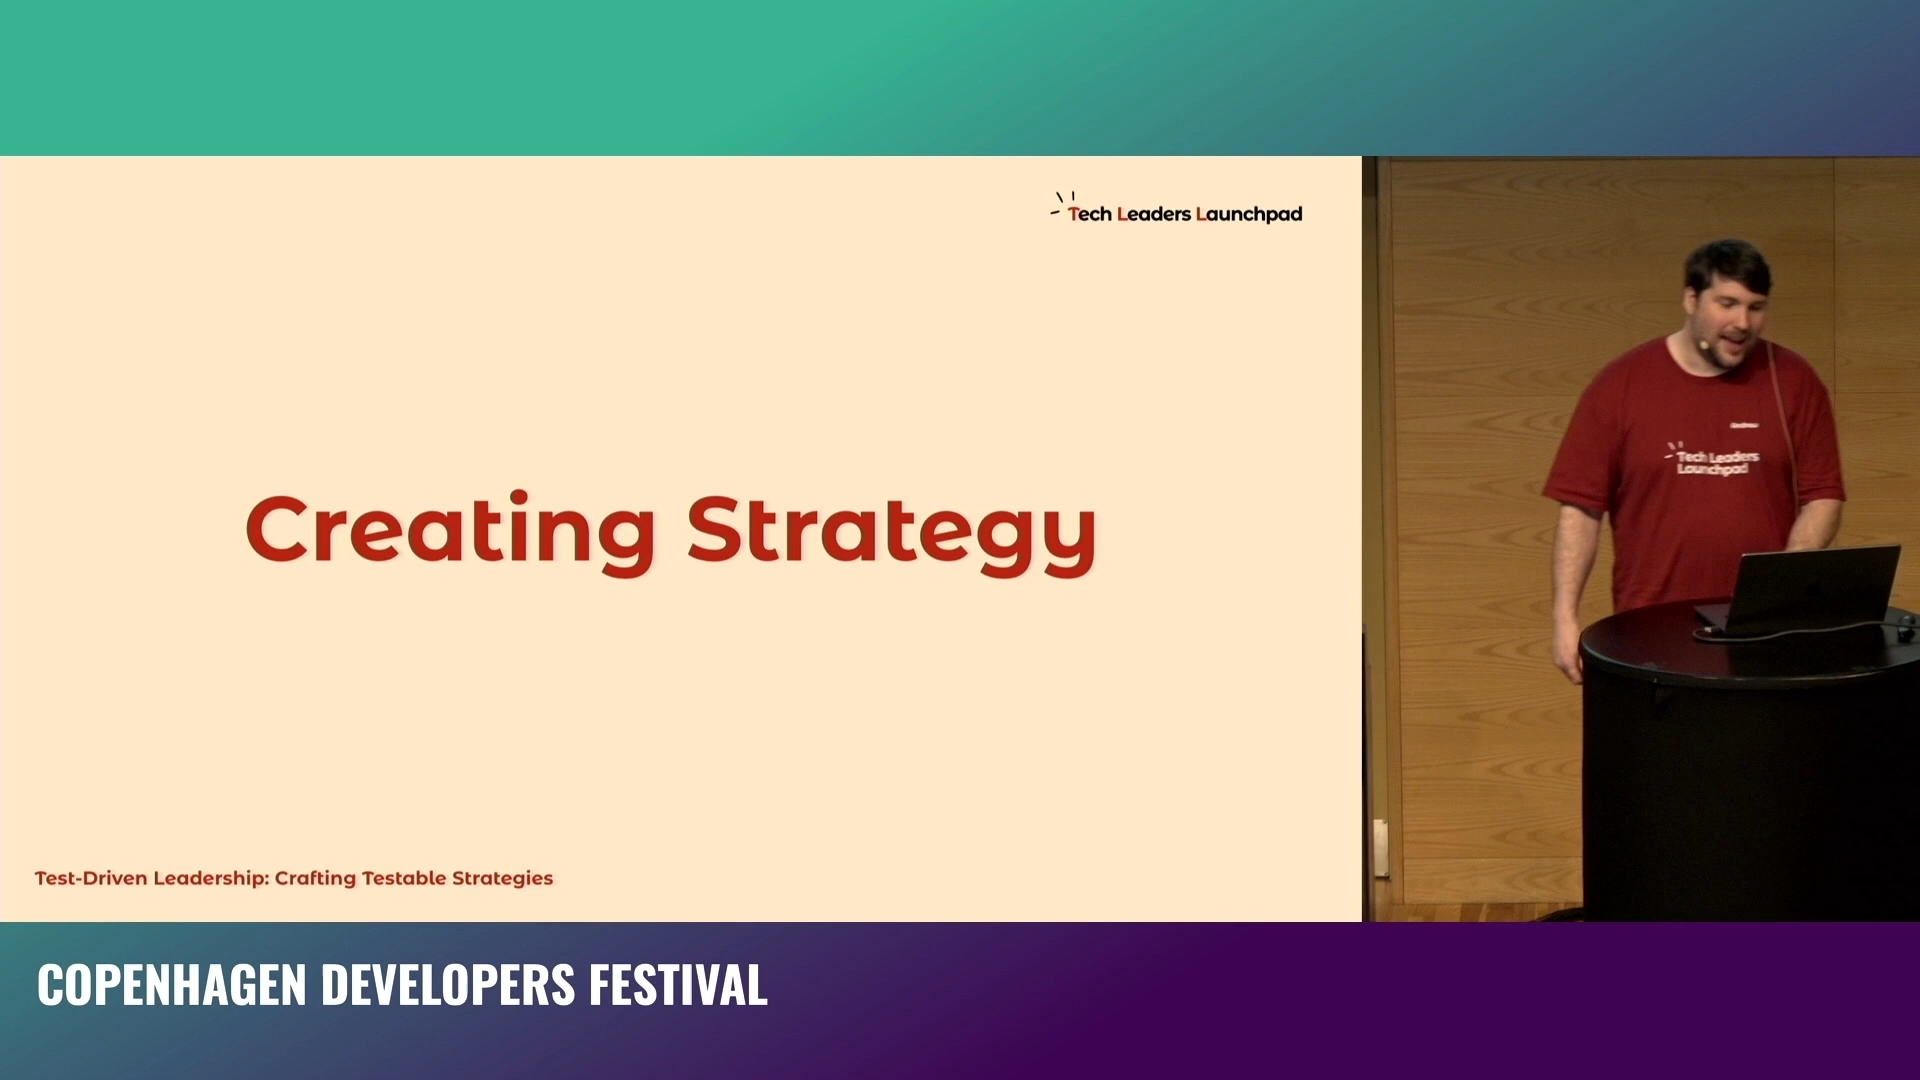 Tech Leaders Launchpad
Creating Strategy
Test-Driven Leadership: Crafting Testable Strategies
Tech Leaders
Launchpad
COPENHAGEN DEVELOPERS FESTIVAL